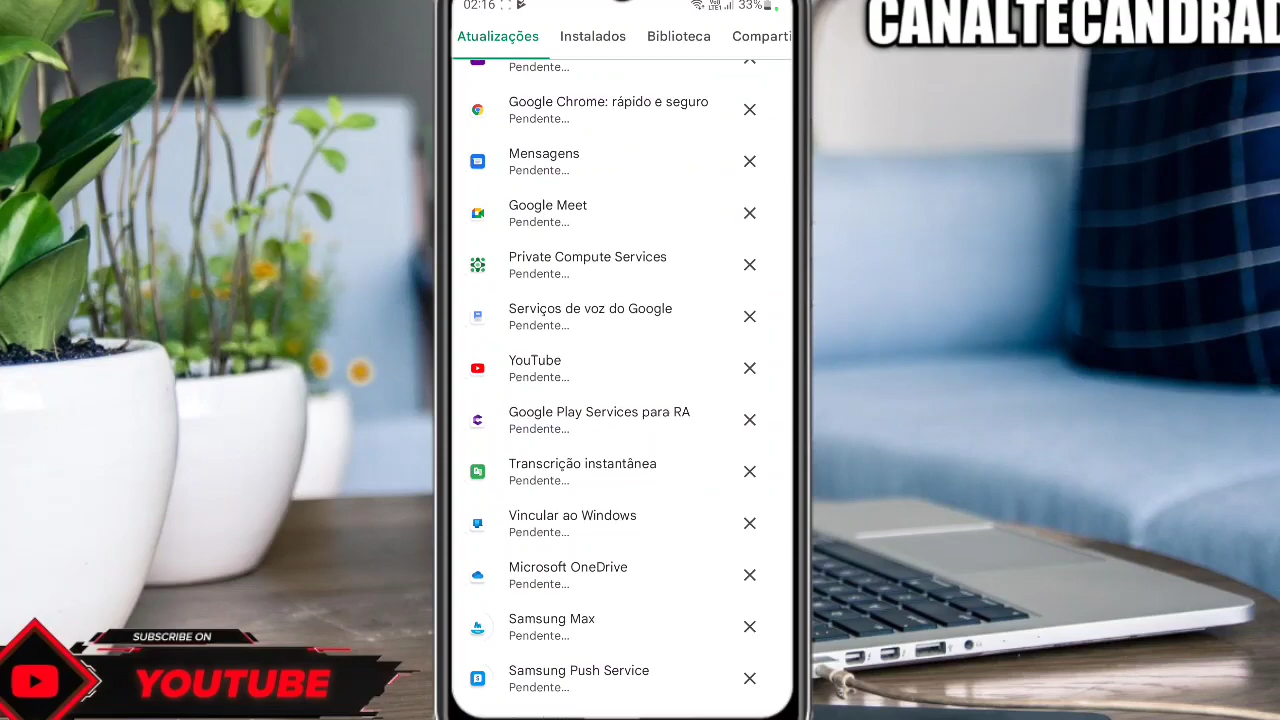 CANALTECANDRAD
02:16 33%
Atualizações Instalados Biblioteca Comparti
Pendente...
Google Chrome: rápido e seguro
Pendente...
Mensagens
Pendente...
Google Meet
Pendente...
Private Compute Services
Pendente...
Serviços de voz do Google
Pendente...
YouTube
Pendente...
Google Play Services para RA
Pendente...
Transcrição instantânea
Pendente...
Vincular ao Windows
Pendente...
Microsoft OneDrive
Pendente...
Samsung Max
Pendente...
Samsung Push Service
Pendente...
SUBSCRIBE ON
YOUTUBE